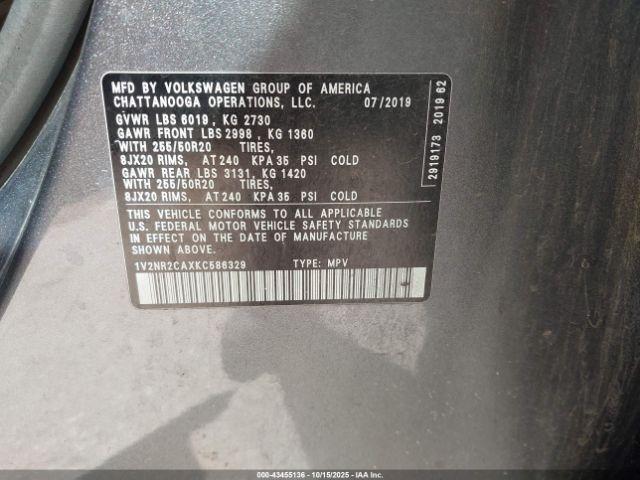 MFD BY VOLKSWAGEN GROUP OF AMERICA
CHATTANOOGA OPERATIONS, LLC. 07/2019
GVWR LBS 6019, KG 2730
GAWR FRONT LBS 2998, KG 1360
WITH 255/50R20 TIRES,
8JX20 RIMS, AT 240 KPA 35 PSI COLD
GAWR REAR LBS 3131, KG 1420
WITH 255/50R20 TIRES,
8JX20 RIMS, AT 240 KPA 35 PSI COLD
THIS VEHICLE CONFORMS TO ALL APPLICABLE
U.S. FEDERAL MOTOR VEHICLE SAFETY STANDARDS
IN EFFECT ON THE DATE OF MANUFACTURE
SHOWN ABOVE.
1V2NR2CAXKC586329 TYPE: MPV
2919173 2019 62
000-43455136 - 10/15/2025 - IAAI.com